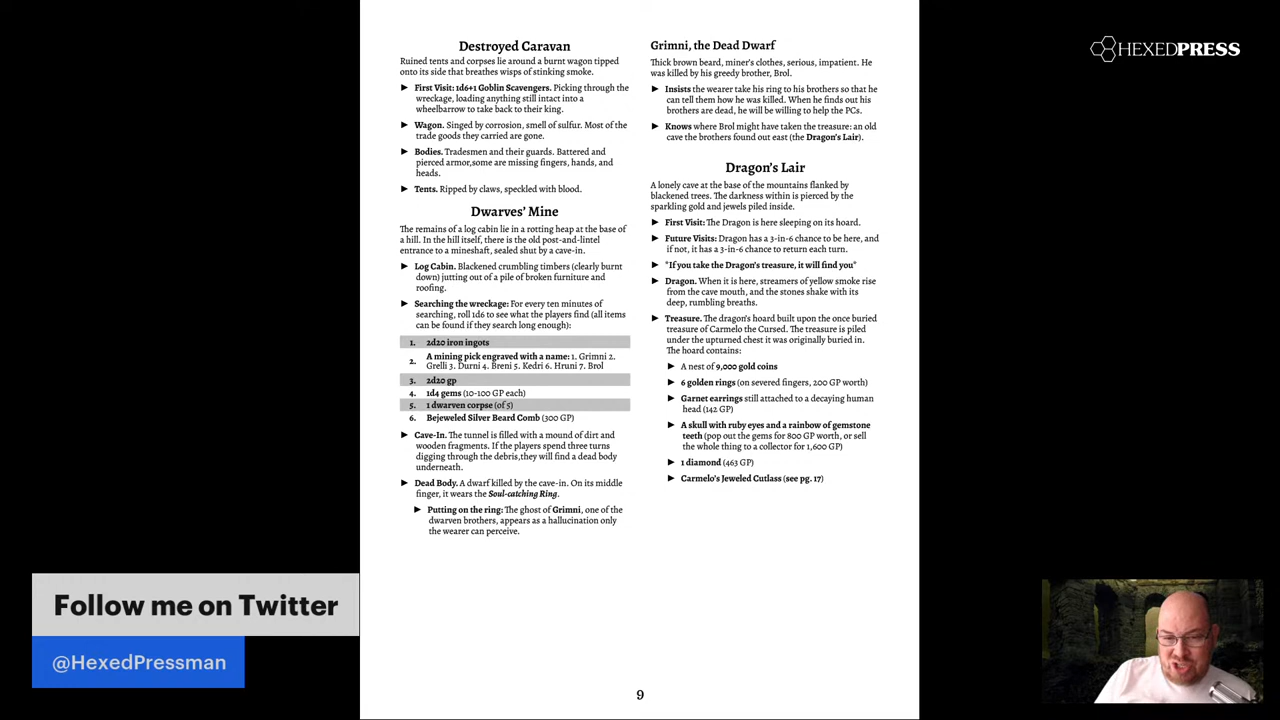 Destroyed Caravan
Ruined tents and corpses lie around a burnt wagon tipped
onto its side that breathes wisps of stinking smoke.
► First Visit: 1d6+1 Goblin Scavengers. Picking through the
wreckage, loading anything still intact into a
wheelbarrow to take back to their king.
► Wagon. Singed by corrosion, smell of sulfur. Most of the
trade goods they carried are gone.
► Bodies. Tradesmen and their guards. Battered and
pierced armor,some are missing fingers, hands, and
heads.
► Tents. Ripped by claws, speckled with blood.
Dwarves' Mine
The remains of a log cabin lie in a rotting heap at the base of
a hill. In the hill itself, there is the old post-and-lintel
entrance to a mineshaft, sealed shut by a cave-in.
► Log Cabin. Blackened crumbling timbers (clearly burnt
down) jutting out of a pile of broken furniture and
roofing.
► Searching the wreckage: For every ten minutes of
searching, roll 1d6 to see what the players find (all items
can be found if they search long enough):
1. 2d20 iron ingots
2. A mining pick engraved with a name: 1. Grimni 2.
Grelli 3. Durni 4. Breni 5. Kedri 6. Hruni 7. Brol
3. 2d20 gp
4. 1d4 gems (10-100 GP each)
5. 1 dwarven corpse (of 5)
6. Bejeweled Silver Beard Comb (300 GP)
► Cave-In. The tunnel is filled with a mound of dirt and
wooden fragments. If the players spend three turns
digging through the debris,they will find a dead body
underneath.
► Dead Body. A dwarf killed by the cave-in. On its middle
finger, it wears the Soul-catching Ring.
► Putting on the ring: The ghost of Grimni, one of the
dwarven brothers, appears as a hallucination only
the wearer can perceive.
Grimni, the Dead Dwarf
Thick brown beard, miner's clothes, serious, impatient. He
was killed by his greedy brother, Brol.
► Insists the wearer take his ring to his brothers so that he
can tell them how he was killed. When he finds out his
brothers are dead, he will be willing to help the PCs.
► Knows where Brol might have taken the treasure: an old
cave the brothers found out east (the Dragon's Lair).
Dragon's Lair
A lonely cave at the base of the mountains flanked by
blackened trees. The darkness within is pierced by the
sparkling gold and jewels piled inside.
► First Visit: The Dragon is here sleeping on its hoard.
► Future Visits: Dragon has a 3-in-6 chance to be here, and
if not, it has a 3-in-6 chance to return each turn.
► *If you take the Dragon's treasure, it will find you*
► Dragon. When it is here, streamers of yellow smoke rise
from the cave mouth, and the stones shake with its
deep, rumbling breaths.
► Treasure. The dragon's hoard built upon the once buried
treasure of Carmelo the Cursed. The treasure is piled
under the upturned chest it was originally buried in.
The hoard contains:
► A nest of 9,000 gold coins
► 6 golden rings (on severed fingers, 200 GP worth)
► Garnet earrings still attached to a decaying human
head (142 GP)
► A skull with ruby eyes and a rainbow of gemstone
teeth (pop out the gems for 800 GP worth, or sell
the whole thing to a collector for 1,600 GP)
► 1 diamond (463 GP)
► Carmelo's Jeweled Cutlass (see pg. 17)
9
HEXEDPRESS
Follow me on Twitter
@HexedPressman